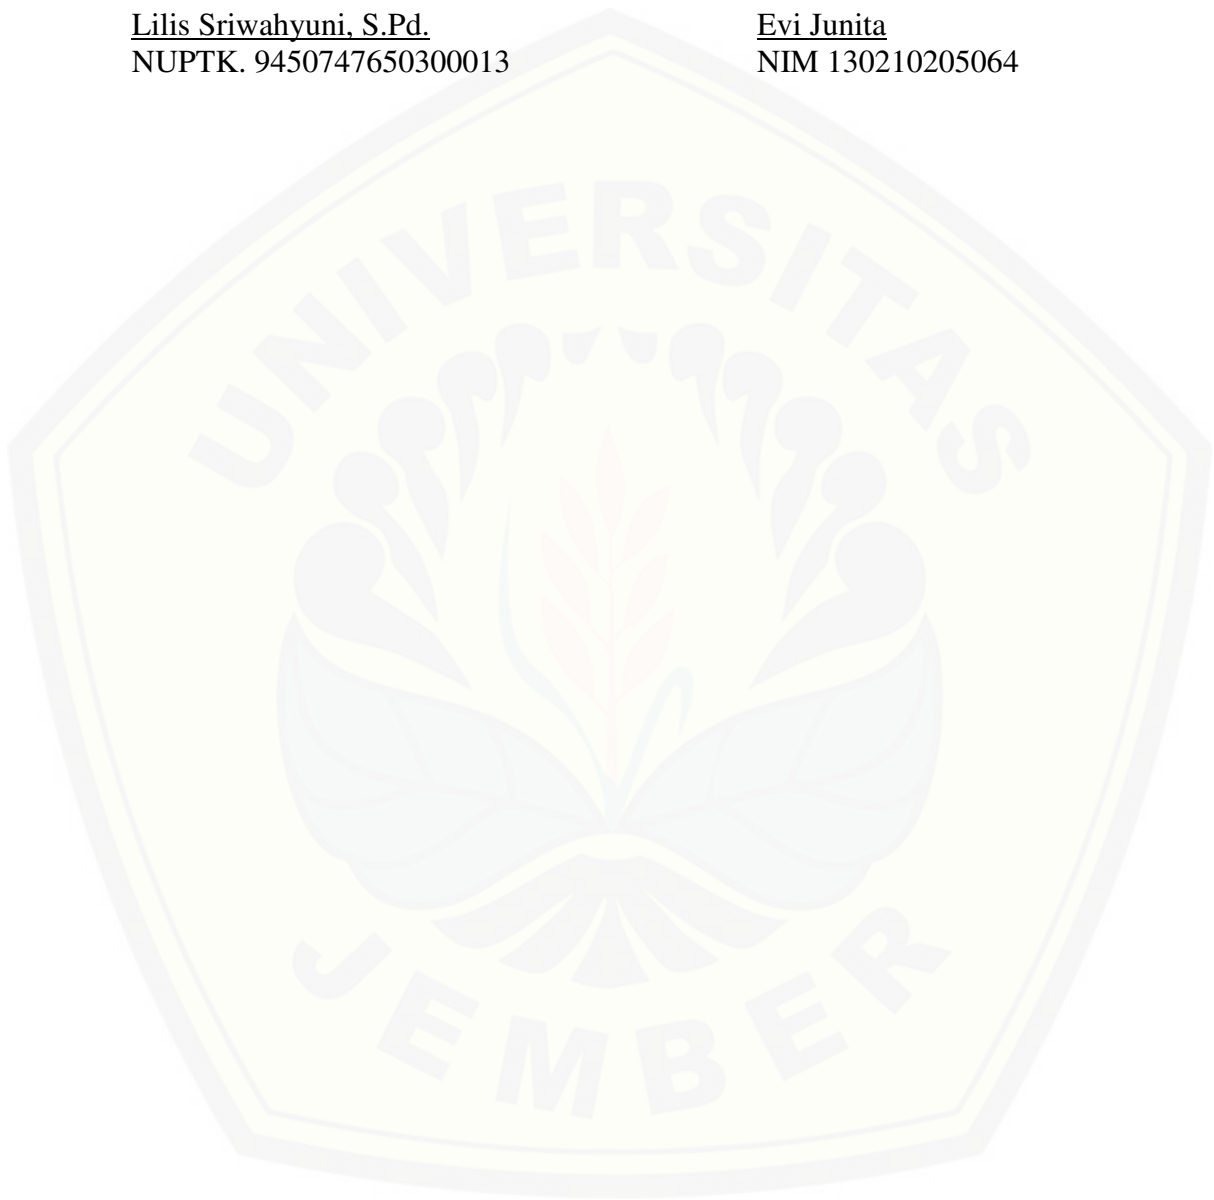 Lilis Sriwahyuni, S.Pd. Evi Junita
NUPTK. 9450747650300013 NIM 130210205064
UNIVERSITAS
JEMBER